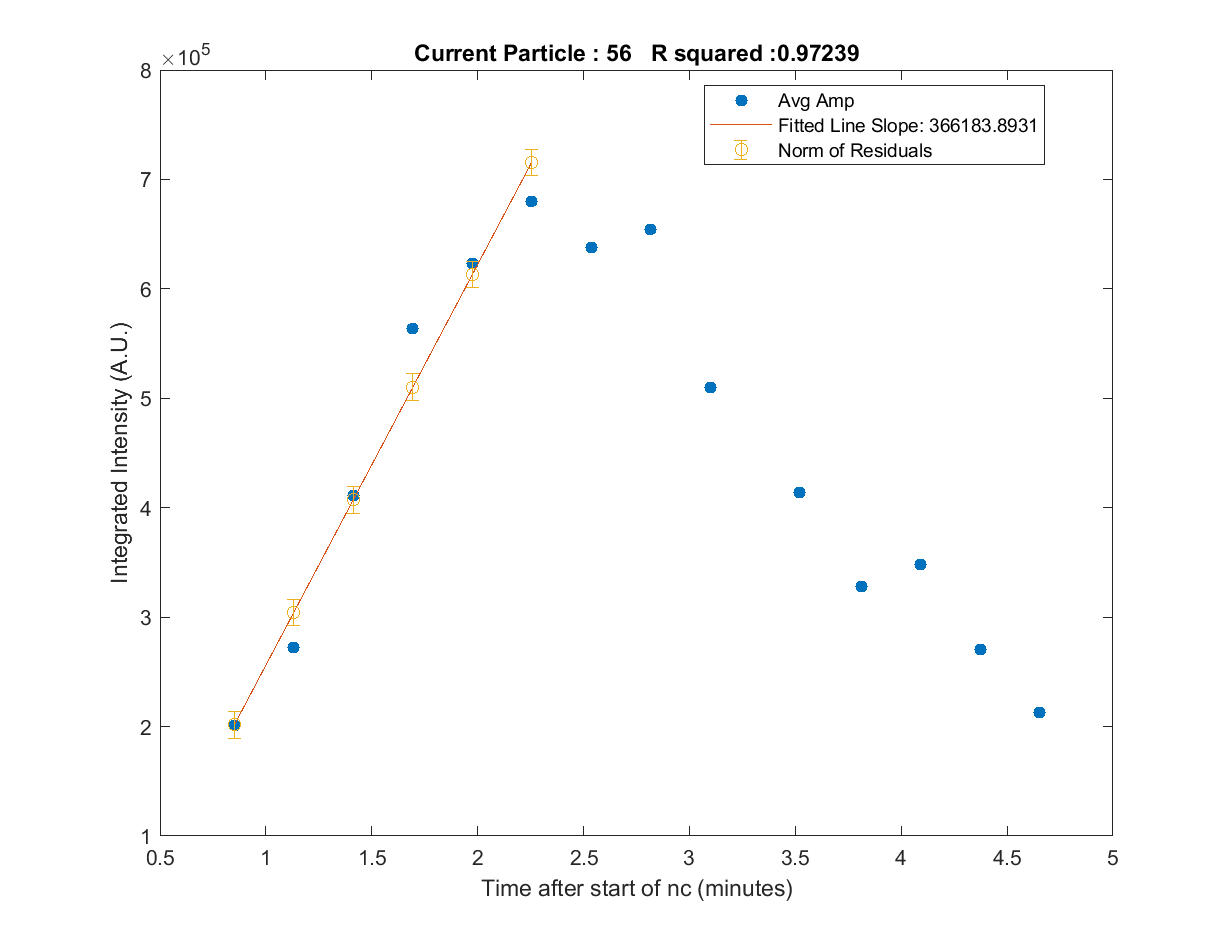 Current Particle : 56   R squared :0.97239
×10^5
8
7
6
5
4
3
2
1
Integrated Intensity (A.U.)
Avg Amp
Fitted Line Slope: 366183.8931
Norm of Residuals
0.5 1 1.5 2 2.5 3 3.5 4 4.5 5
Time after start of nc (minutes)